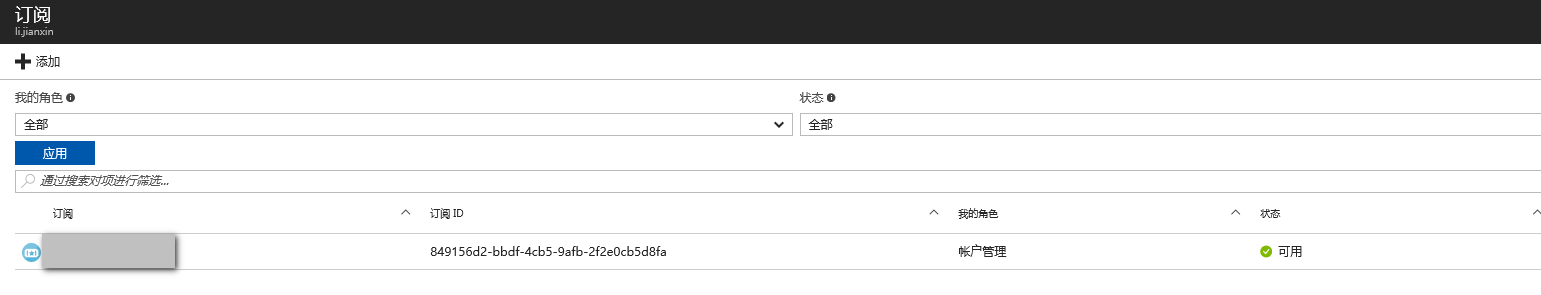 订阅
li.jianxin
添加
我的角色 状态
全部 全部
应用
通过搜索对项进行筛选...
订阅 订阅 ID 我的角色 状态
849156d2-bbdf-4cb5-9afb-2f2e0cb5d8fa 帐户管理 可用